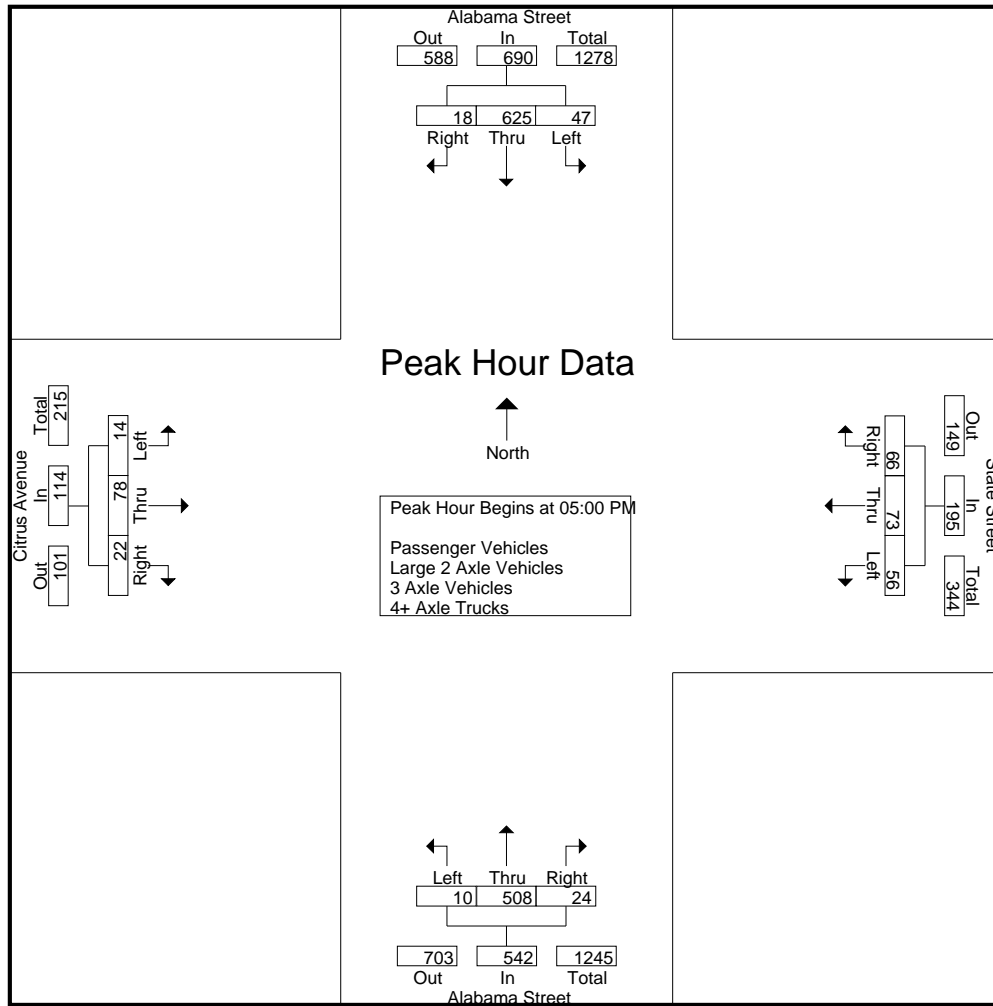 Alabama Street
Out In Total
588 690 1278
18 625 47
Right Thru Left
Peak Hour Data
North
Peak Hour Begins at 05:00 PM
Passenger Vehicles
Large 2 Axle Vehicles
3 Axle Vehicles
4+ Axle Trucks
Citrus Avenue
Out In Total
101 114 215
22 78 14
Right Thru Left
State Street
Out In Total
149 195 344
66 73 56
Right Thru Left
Left Thru Right
10 508 24
703 542 1245
Out In Total
Alabama Street